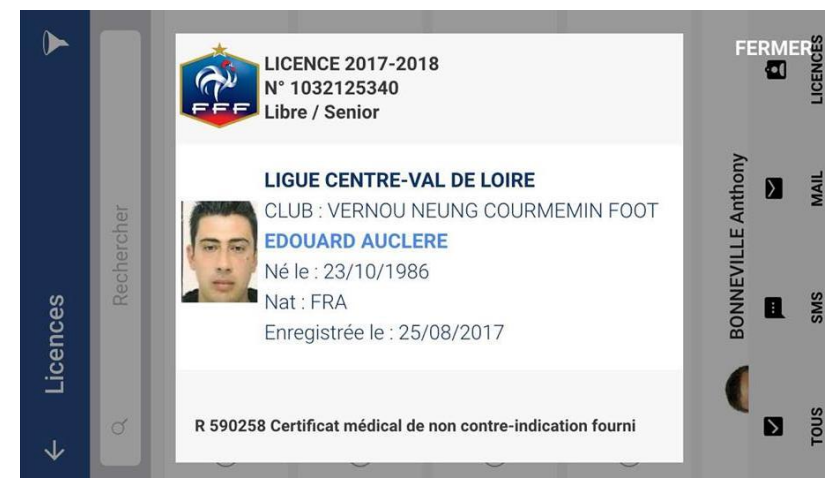 FFF
LICENCE 2017-2018
N° 1032125340
Libre / Senior
LIGUE CENTRE-VAL DE LOIRE
CLUB : VERNOU NEUNG COURMEMIN FOOT
EDOUARD AUCLERE
Né le : 23/10/1986
Nat : FRA
Enregistrée le : 25/08/2017
R 590258 Certificat médical de non contre-indication fourni
FERMER
Licences
Rechercher
BONNEVILLE Anthony
LICENCES
MAIL
SMS
TOUS